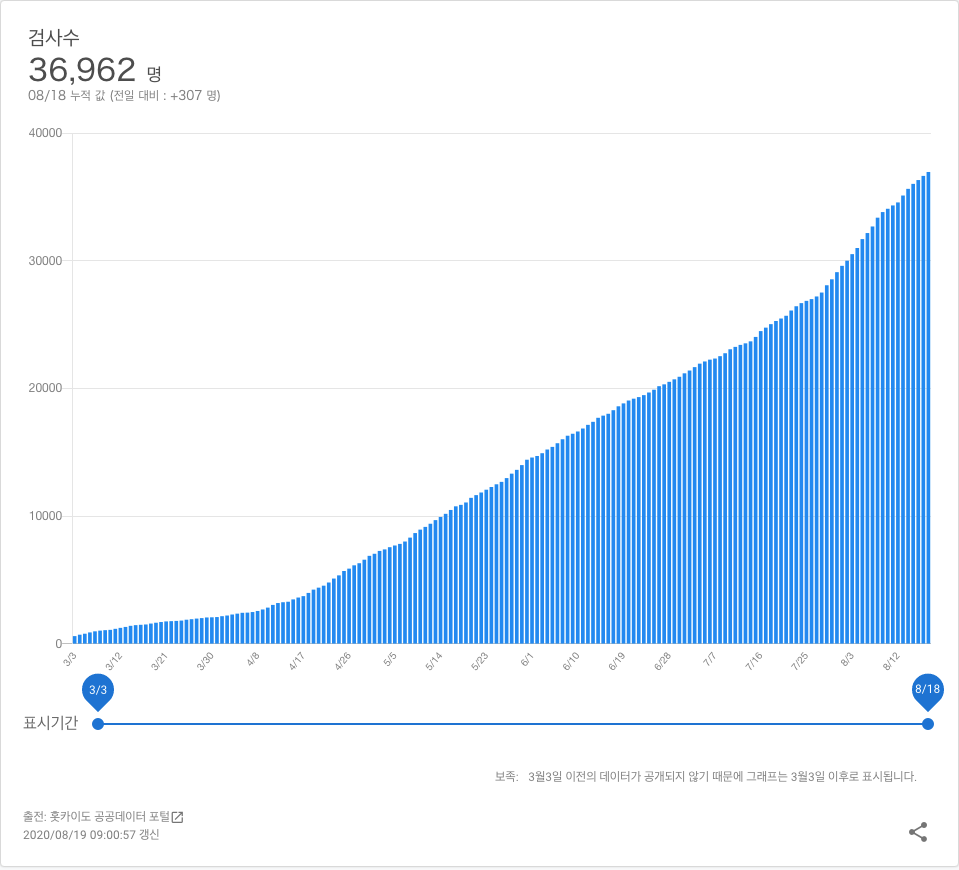 검사수
36,962 명
08/18 누적 값 (전일 대비 : +307 명)
40000
30000
20000
10000
0
3/3 3/12 3/21 3/30 4/8 4/17 4/26 5/5 5/14 5/23 6/1 6/10 6/19 6/28 7/7 7/16 7/25 8/3 8/12
3/3 8/18
표시기간
보족: 3월3일 이전의 데이터가 공개되지 않기 때문에 그래프는 3월3일 이후로 표시됩니다.
출전: 홋카이도 공공데이터 포털
2020/08/19 09:00:57 갱신